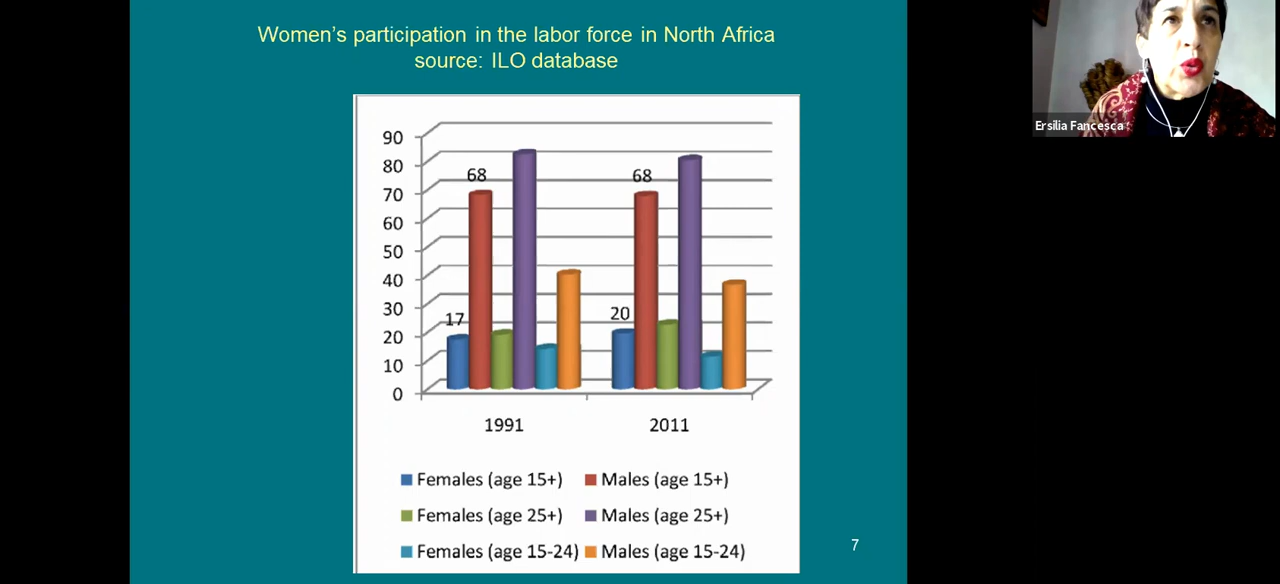 Women's participation in the labor force in North Africa
source: ILO database
Ersilia Fancesca
90
80
70
60
50
40
30
20
10
0
68
17
68
20
1991
2011
Females (age 15+)
Males (age 15+)
Females (age 25+)
Males (age 25+)
Females (age 15-24)
Males (age 15-24)
7